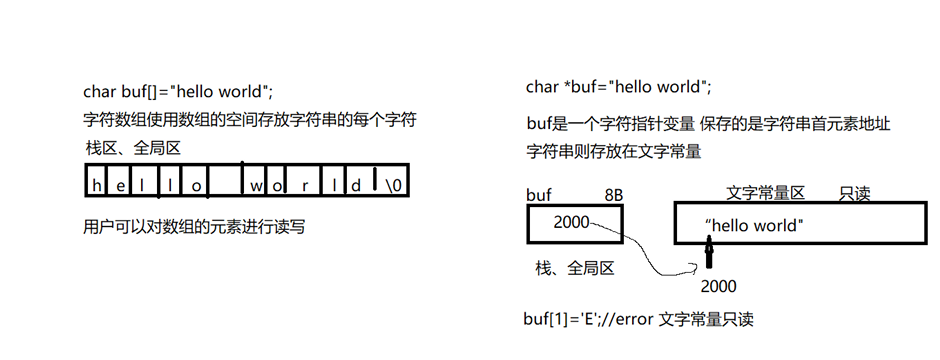 char buf[]="hello world";
字符数组使用数组的空间存放字符串的每个字符
栈区、全局区
h e l l o w o r l d \0
用户可以对数组的元素进行读写
char *buf="hello world";
buf是一个字符指针变量 保存的是字符串首元素地址
字符串则存放在文字常量
buf 8B 文字常量区 只读
2000 “hello world"
栈、全局区
2000
buf[1]='E';//error 文字常量只读